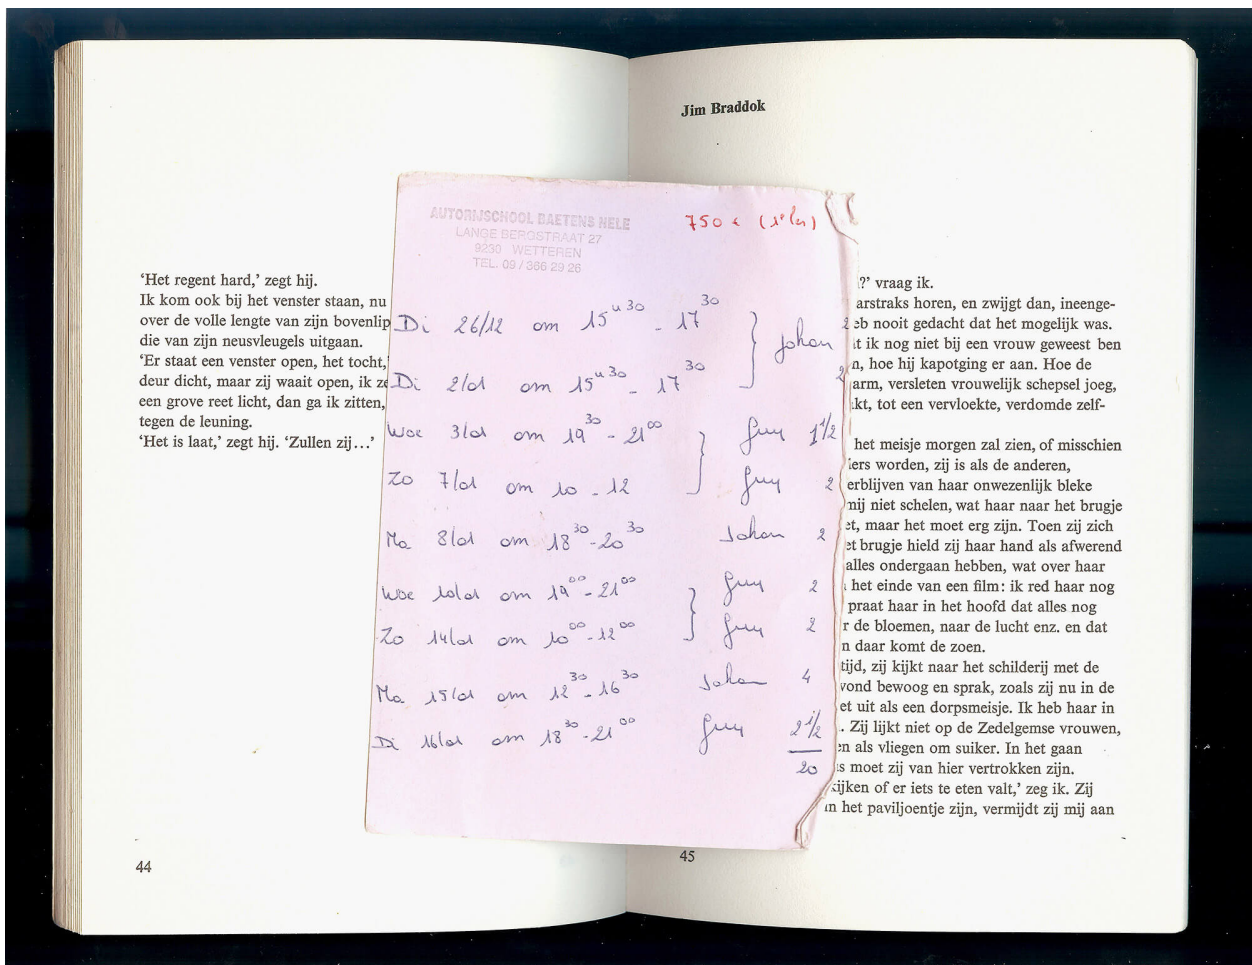 Jim Braddok
'Het regent hard,' zegt hij.
Ik kom ook bij het venster staan, nu
over de volle lengte van zijn bovenlip
die van zijn neusvleugels uitgaan.
'Er staat een venster open, het tocht,
deur dicht, maar zij waait open, ik ze
een grove reet licht, dan ga ik zitten,
tegen de leuning.
'Het is laat,' zegt hij. 'Zullen zij...'
44
AUTORIJSCHOOL BAETENS NELE
LANGE BERGSTRAAT 27
9230 WETTEREN
TEL. 09 / 366 29 26
750 €
Di 26/12 om 15u30 - 17 30 Johan 2
Di 2/01 om 15u30 - 17 30 2
Woe 3/01 om 19 30 - 21 00 Guy 1 1/2
Zo 7/01 om 10 - 12 Guy 2
Ma 8/01 om 18 30 - 20 30 Johan 2
Woe 10/01 om 19 00 - 21 00 Guy 2
Zo 14/01 om 10 00 - 12 00 Guy 2
Ma 15/01 om 12 30 - 16 30 Johan 4
Di 16/01 om 18 30 - 21 00 Guy 2 1/2
20
?' vraag ik.
arstraks horen, en zwijgt dan, ineenge-
eb nooit gedacht dat het mogelijk was.
it ik nog niet bij een vrouw geweest ben
n, hoe hij kapotging er aan. Hoe de
arm, versleten vrouwelijk schepsel joeg,
kt, tot een vervloekte, verdomde zelf-
het meisje morgen zal zien, of misschien
iers worden, zij is als de anderen,
erblijven van haar onwezenlijk bleke
mij niet schelen, wat haar naar het brugje
et, maar het moet erg zijn. Toen zij zich
et brugje hield zij haar hand als afwerend
alles ondergaan hebben, wat over haar
het einde van een film: ik red haar nog
praat haar in het hoofd dat alles nog
r de bloemen, naar de lucht enz. en dat
n daar komt de zoen.
tijd, zij kijkt naar het schilderij met de
vond bewoog en sprak, zoals zij nu in de
et uit als een dorpsmeisje. Ik heb haar in
. Zij lijkt niet op de Zedelgemse vrouwen,
en als vliegen om suiker. In het gaan
s moet zij van hier vertrokken zijn.
kijken of er iets te eten valt,' zeg ik. Zij
in het paviljoentje zijn, vermijdt zij mij aan
45